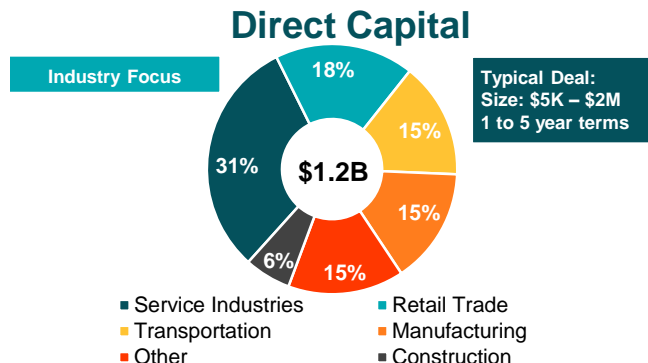 Direct Capital
Industry Focus
Typical Deal:
Size: $5K – $2M
1 to 5 year terms
18%
15%
31%
$1.2B
15%
6%
15%
Service Industries
Retail Trade
Transportation
Manufacturing
Other
Construction